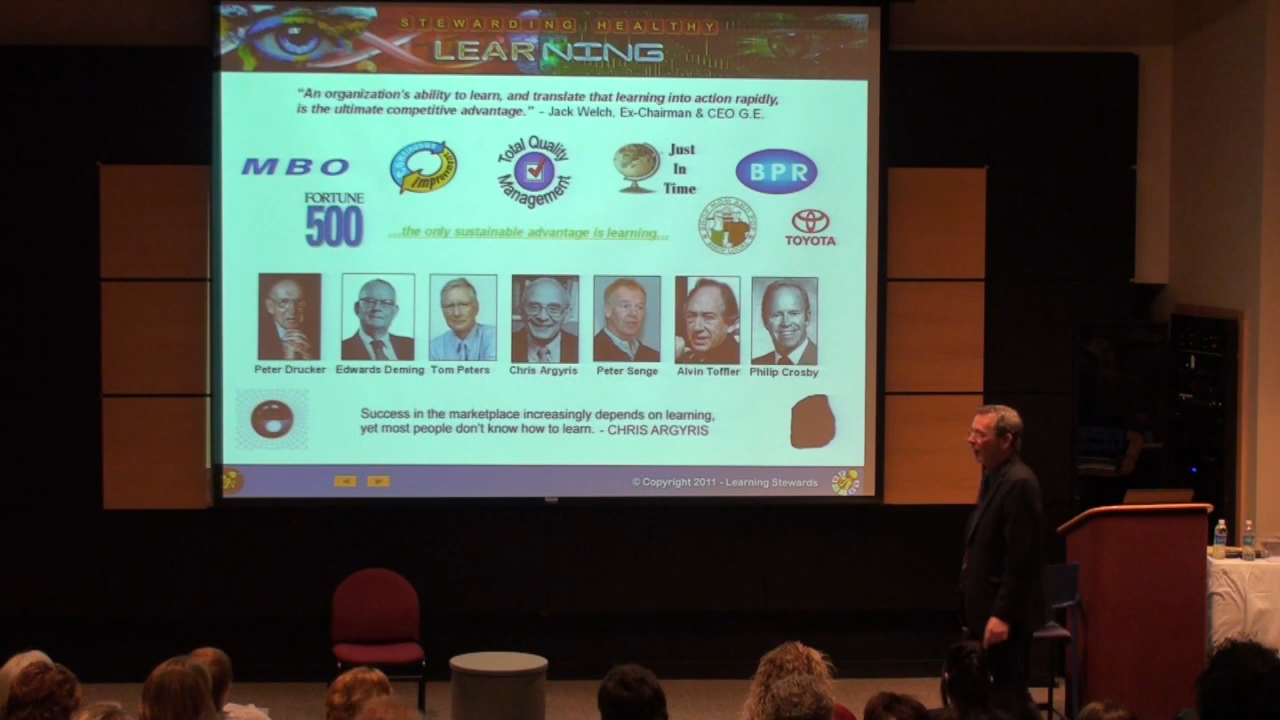 STEWARDING HEALTHY
LEARNING
“An organization's ability to learn, and translate that learning into action rapidly,
is the ultimate competitive advantage.” - Jack Welch, Ex-Chairman & CEO G.E.
MBO
Continuous Improvement
Total Quality Management
Just
In
Time
BPR
FORTUNE
500
...the only sustainable advantage is learning...
TOYOTA
Peter Drucker Edwards Deming Tom Peters Chris Argyris Peter Senge Alvin Toffler Philip Crosby
Success in the marketplace increasingly depends on learning,
yet most people don't know how to learn. - CHRIS ARGYRIS
© Copyright 2011 - Learning Stewards